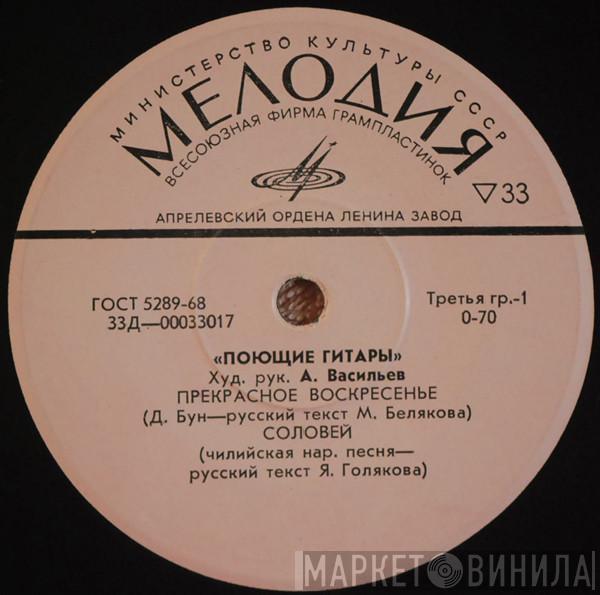 МИНИСТЕРСТВО КУЛЬТУРЫ СССР
МЕЛОДИЯ
ВСЕСОЮЗНАЯ ФИРМА ГРАМПЛАСТИНОК
▽33
АПРЕЛЕВСКИЙ ОРДЕНА ЛЕНИНА ЗАВОД
ГОСТ 5289-68
33Д—00033017
Третья гр.-1
0-70
«ПОЮЩИЕ ГИТАРЫ»
Худ. рук. А. Васильев
ПРЕКРАСНОЕ ВОСКРЕСЕНЬЕ
(Д. Бун—русский текст М. Белякова)
СОЛОВЕЙ
(чилийская нар. песня—
русский текст Я. Голякова)
МАРКЕТ ВИНИЛА